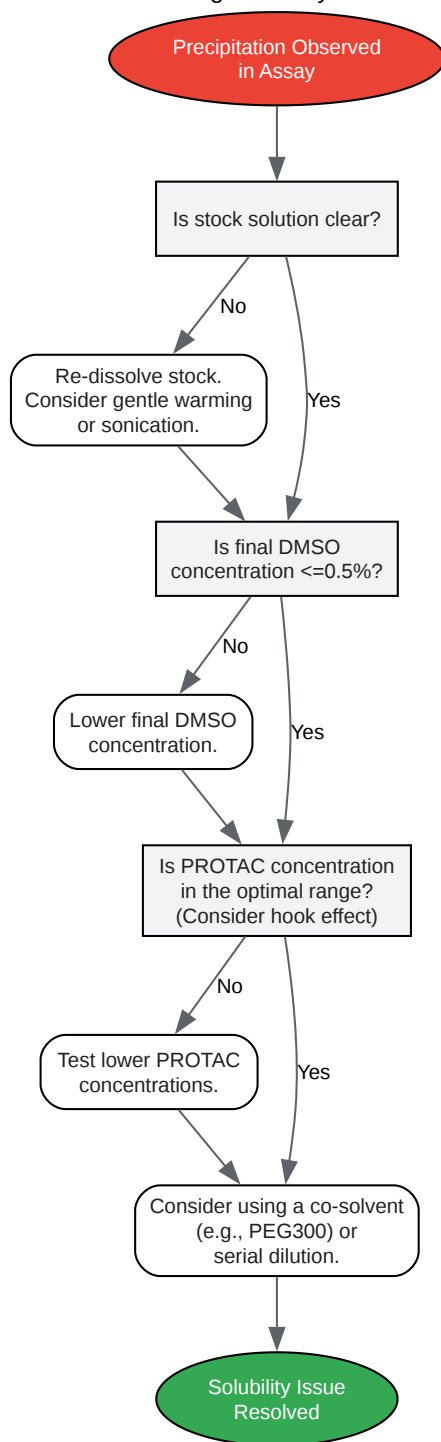 Precipitation Observed
in Assay
Is stock solution clear?
No
Re-dissolve stock.
Consider gentle warming
or sonication.
Yes
Is final DMSO
concentration <=0.5%?
No
Lower final DMSO
concentration.
Yes
Is PROTAC concentration
in the optimal range?
(Consider hook effect)
No
Test lower PROTAC
concentrations.
Yes
Consider using a co-solvent
(e.g., PEG300) or
serial dilution.
Solubility Issue
Resolved